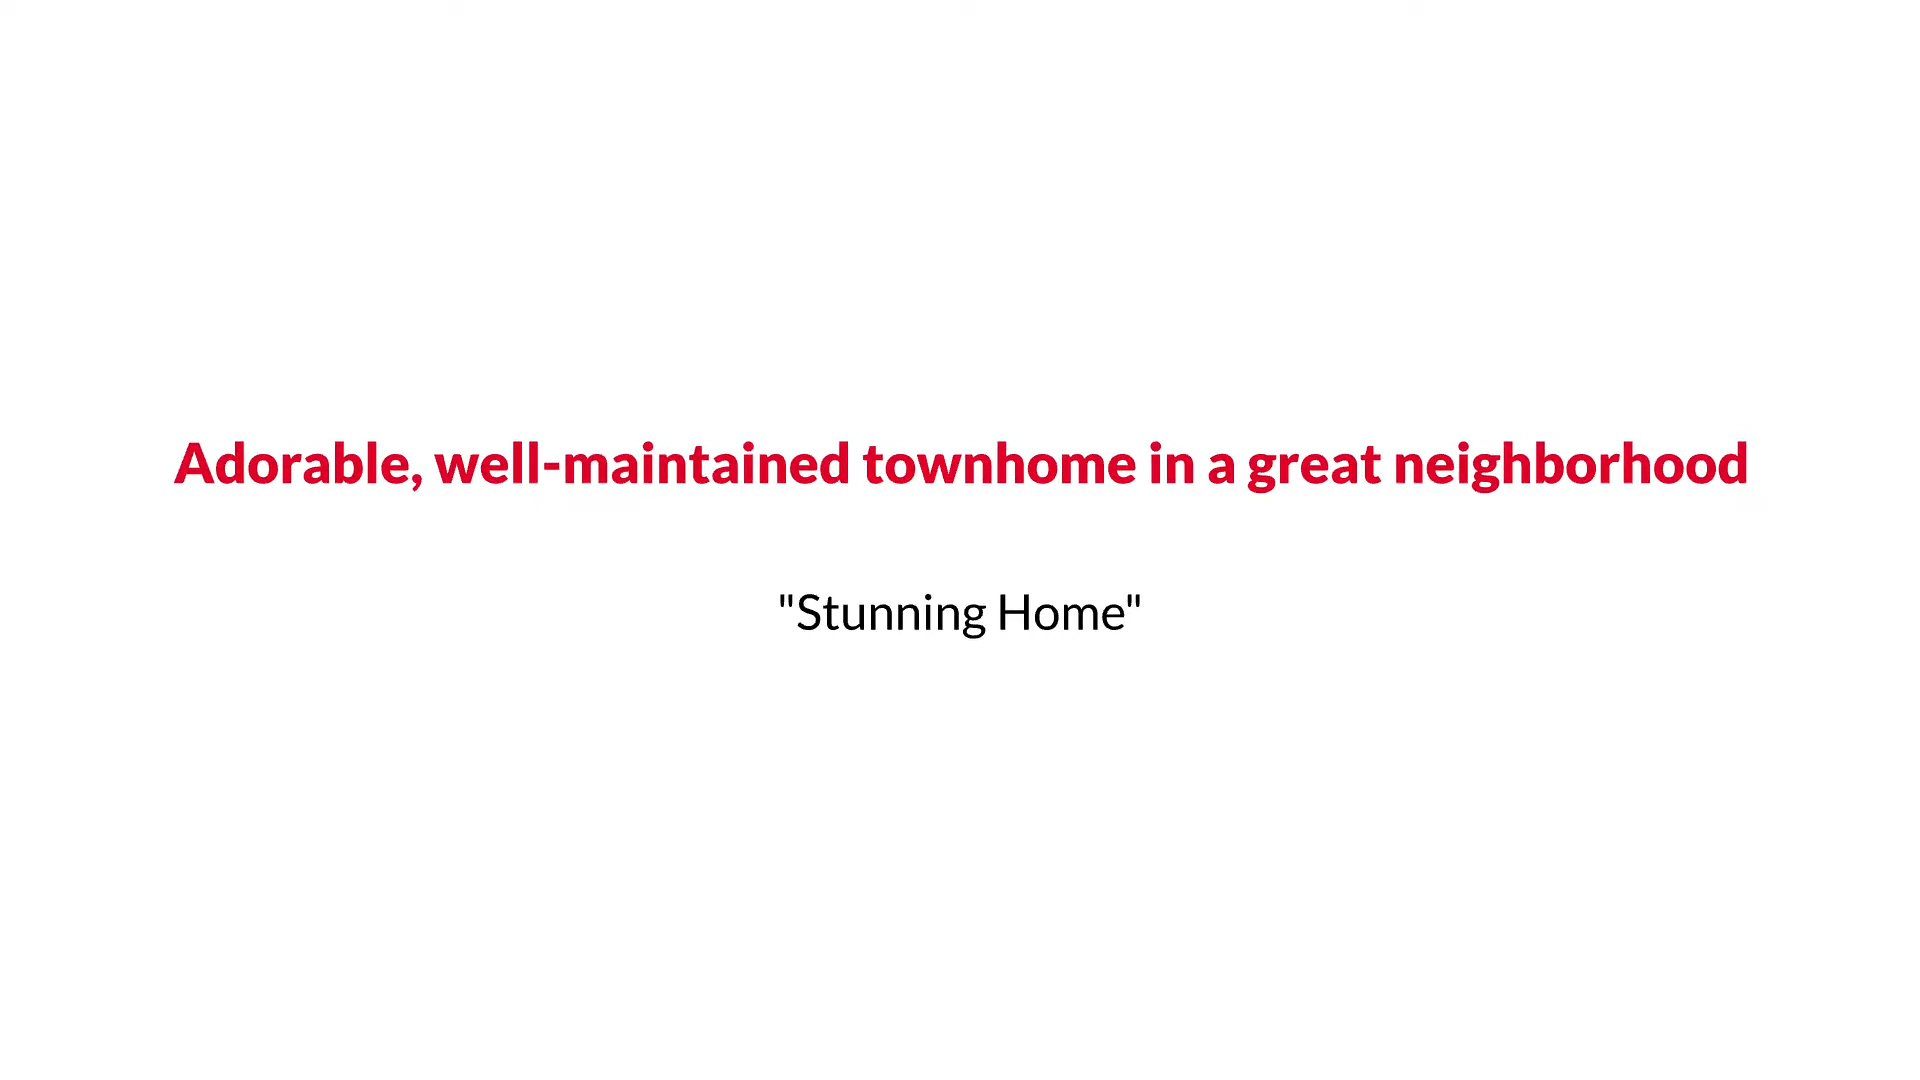 Adorable, well-maintained townhome in a great neighborhood
"Stunning Home"